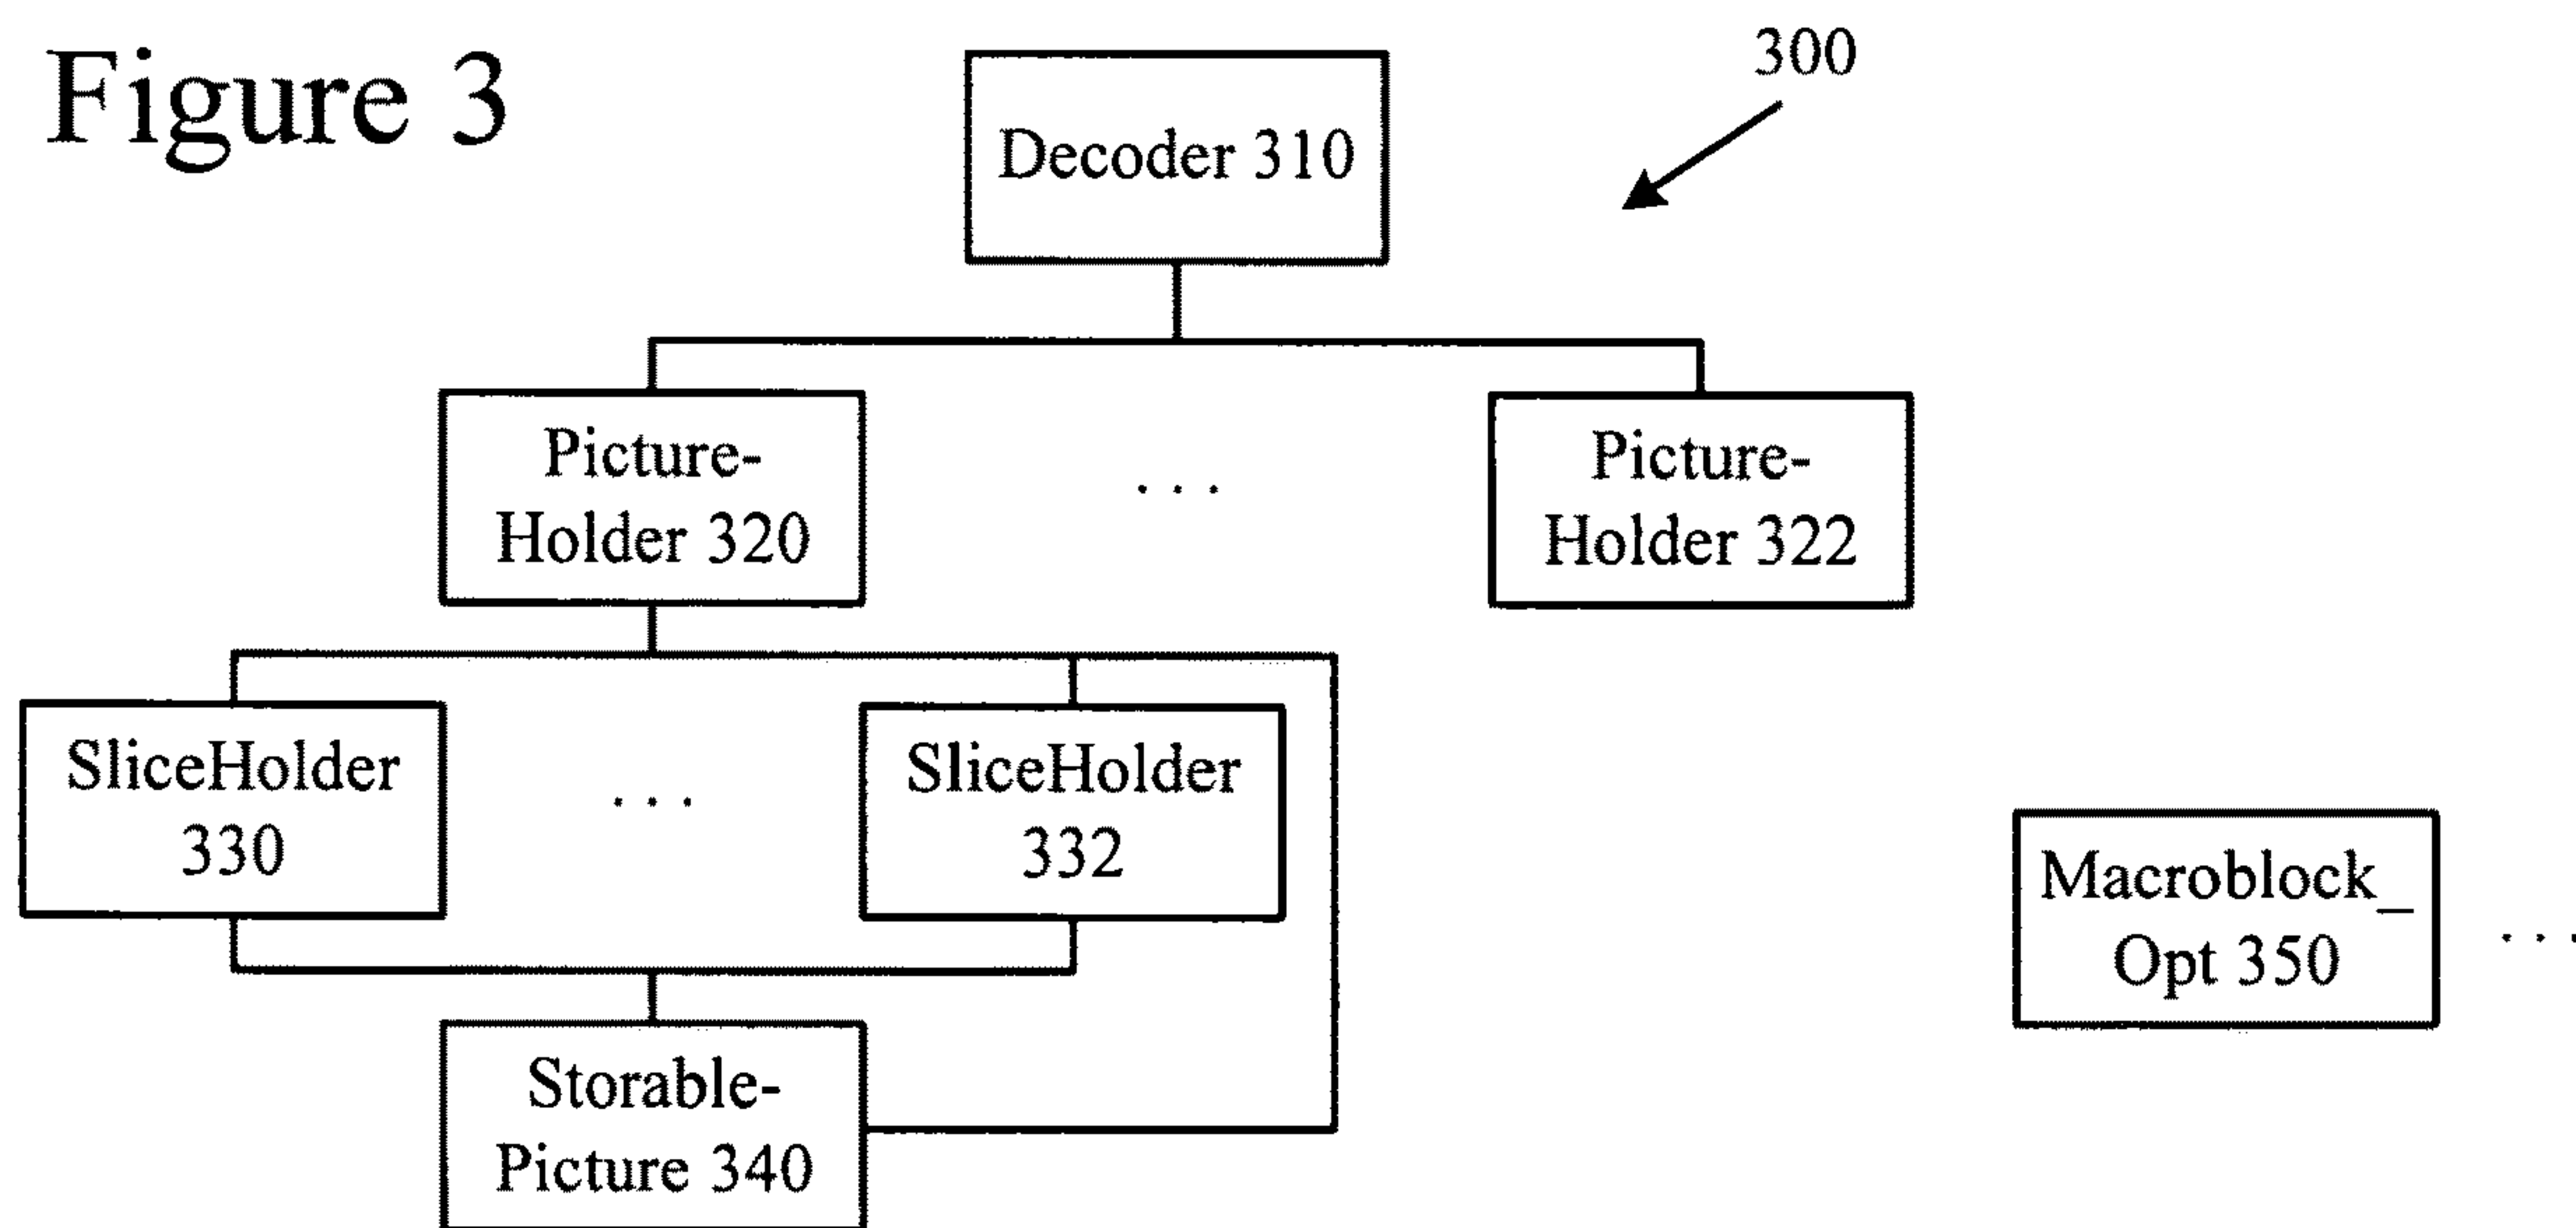 Figure 3
300
Decoder 310
Picture-
Holder 320
. . .
Picture-
Holder 322
SliceHolder
330
. . .
SliceHolder
332
Macroblock_
Opt 350
. . .
Storable-
Picture 340